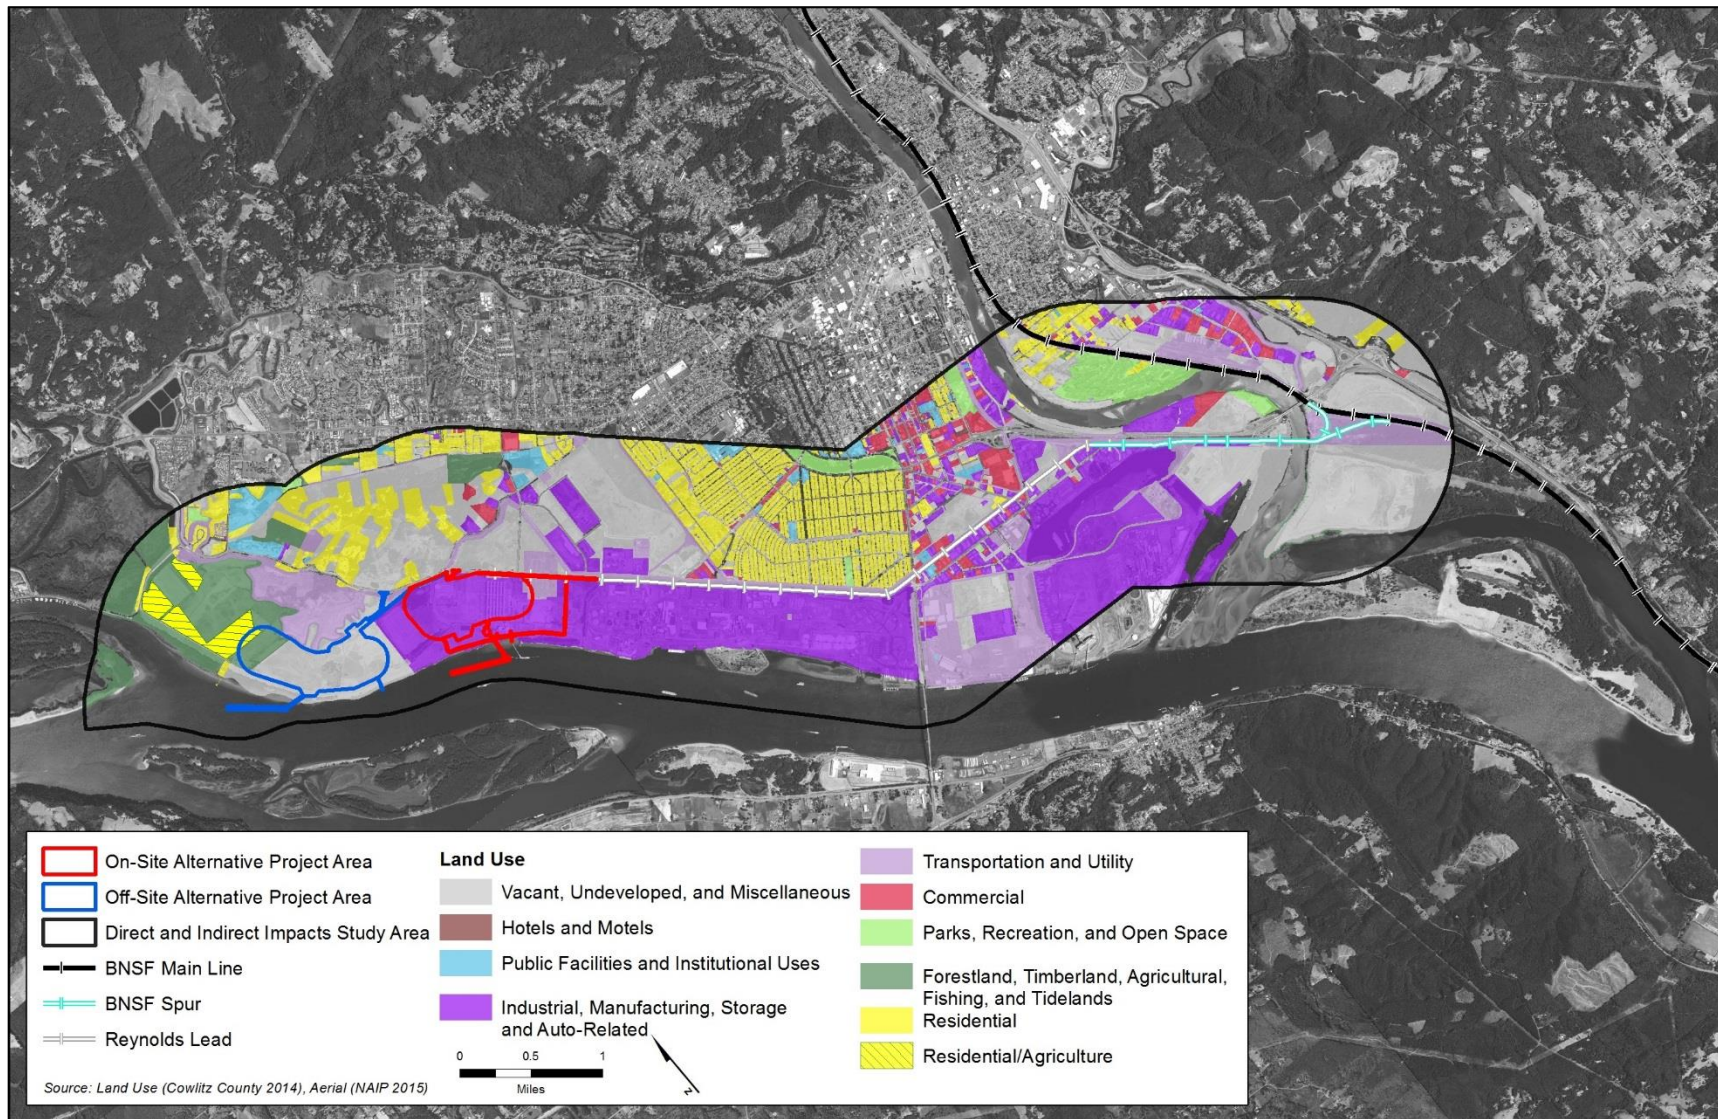 On-Site Alternative Project Area
Off-Site Alternative Project Area
Direct and Indirect Impacts Study Area
BNSF Main Line
BNSF Spur
Reynolds Lead
Source: Land Use (Cowlitz County 2014), Aerial (NAIP 2015)
Land Use
Vacant, Undeveloped, and Miscellaneous
Hotels and Motels
Public Facilities and Institutional Uses
Industrial, Manufacturing, Storage
and Auto-Related
0 0.5 1
Miles
N
Transportation and Utility
Commercial
Parks, Recreation, and Open Space
Forestland, Timberland, Agricultural,
Fishing, and Tidelands
Residential
Residential/Agriculture